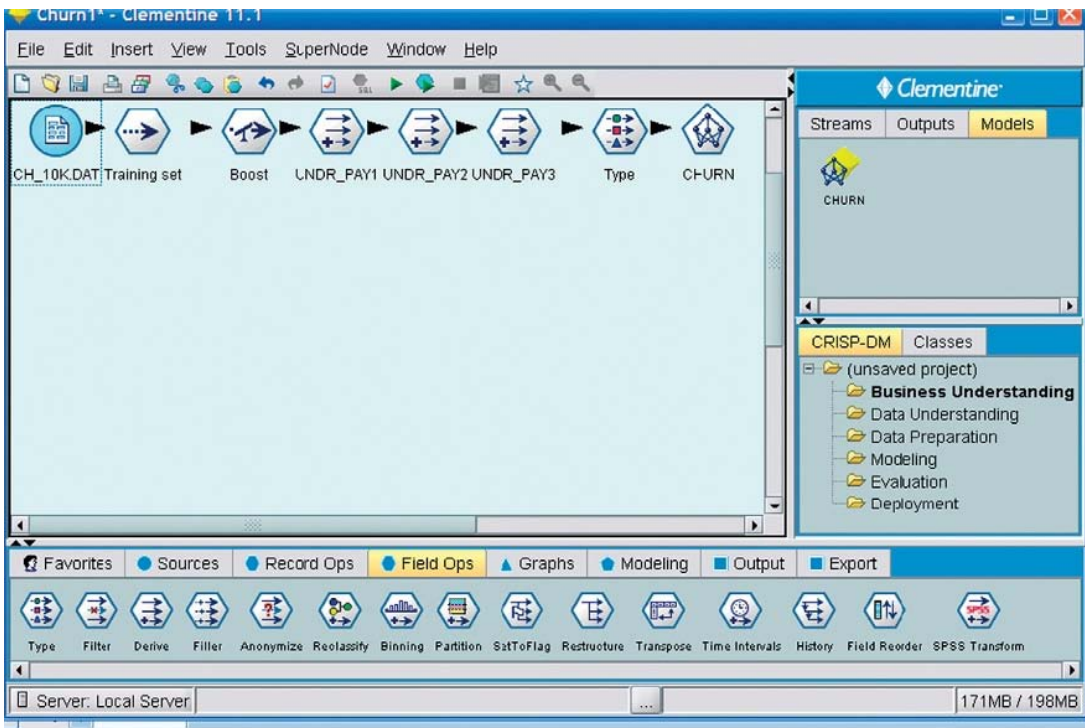 Churn1* - Clementine 11.1
File Edit Insert View Tools SuperNode Window Help
SQL
Clementine
Streams Outputs Models
CH_10K.DAT Training set Boost UNDR_PAY1 UNDR_PAY2 UNDR_PAY3 Type CHURN
CHURN
CRISP-DM Classes
(unsaved project)
Business Understanding
Data Understanding
Data Preparation
Modeling
Evaluation
Deployment
Favorites Sources Record Ops Field Ops Graphs Modeling Output Export
SPSS
Type Filter Derive Filler Anonymize Reclassify Binning Partition SetToFlag Restructure Transpose Time Intervals History Field Reorder SPSS Transform
Server: Local Server ... 171MB / 198MB